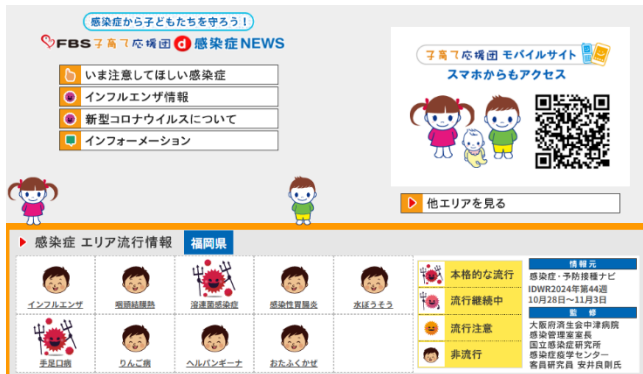 感染症から子どもたちを守ろう！
FBS子育て応援団 d 感染症NEWS
いま注意してほしい感染症
インフルエンザ情報
新型コロナウイルスについて
インフォーメーション
子育て応援団 モバイルサイト
スマホからもアクセス
他エリアを見る
感染症 エリア流行情報 福岡県
インフルエンザ
咽頭結膜熱
溶連菌感染症
感染性胃腸炎
水ぼうそう
手足口病
りんご病
ヘルパンギーナ
おたふくかぜ
本格的な流行
流行継続中
流行注意
非流行
情報元
感染症・予防接種ナビ
IDWR2024年第44週
10月28日～11月3日
監 修
大阪府済生会中津病院
感染管理室室長
国立感染症研究所
感染症疫学センター
客員研究員 安井良則氏